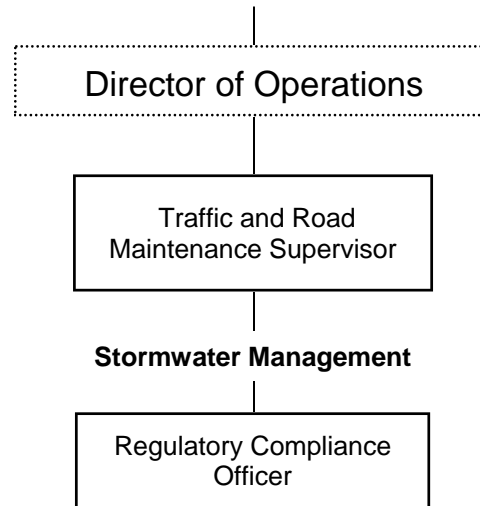 Director of Operations
Traffic and Road
Maintenance Supervisor
Stormwater Management
Regulatory Compliance
Officer